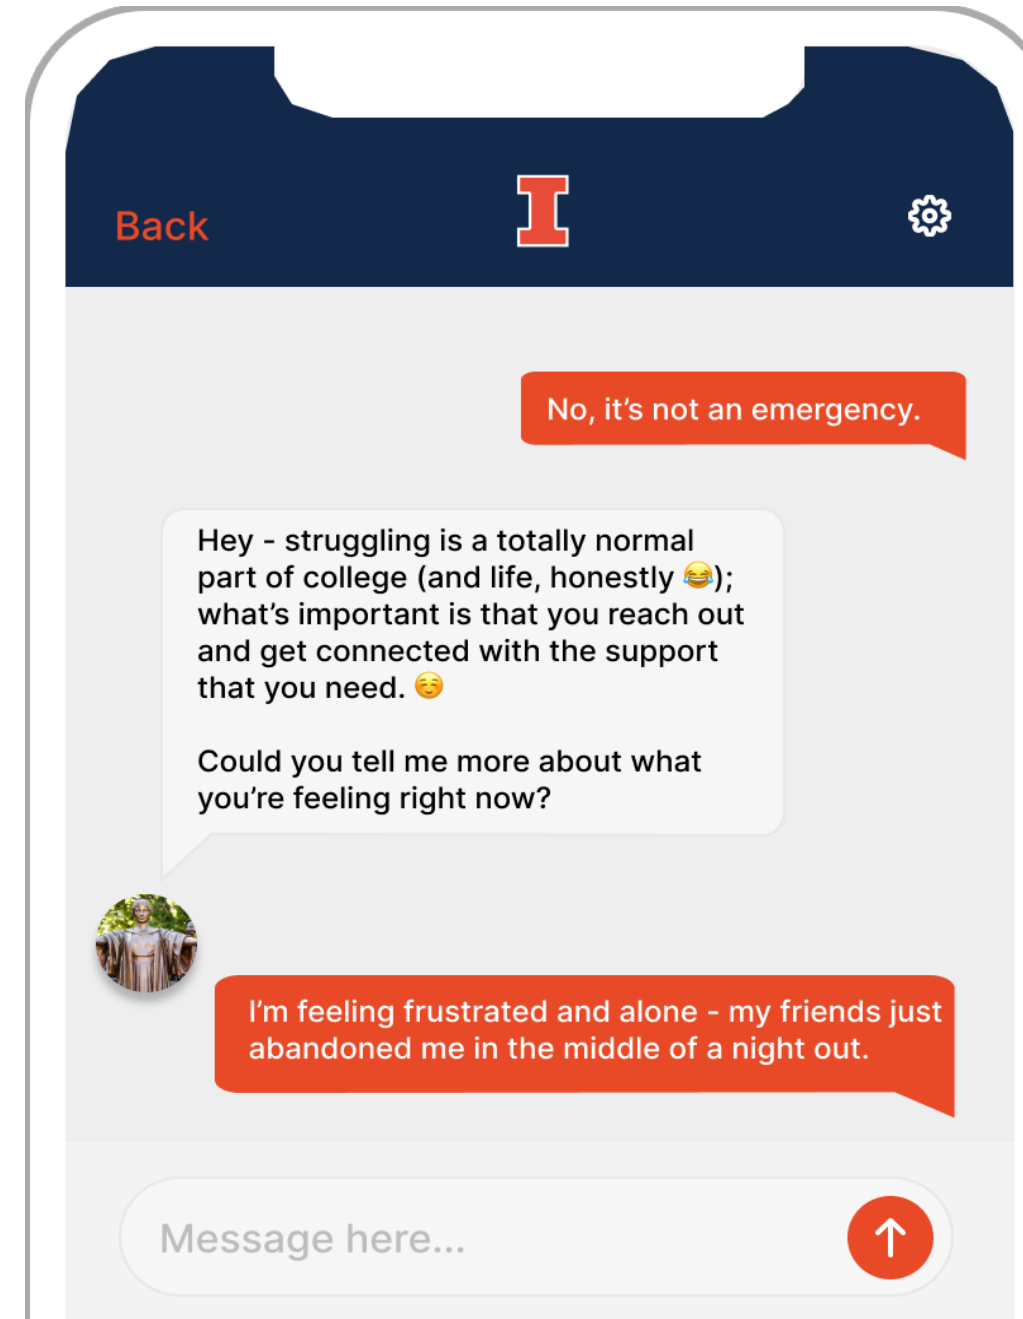 Back
I
No, it’s not an emergency.
Hey - struggling is a totally normal
part of college (and life, honestly 😂);
what’s important is that you reach out
and get connected with the support
that you need. ☺️
Could you tell me more about what
you’re feeling right now?
I’m feeling frustrated and alone - my friends just
abandoned me in the middle of a night out.
Message here...